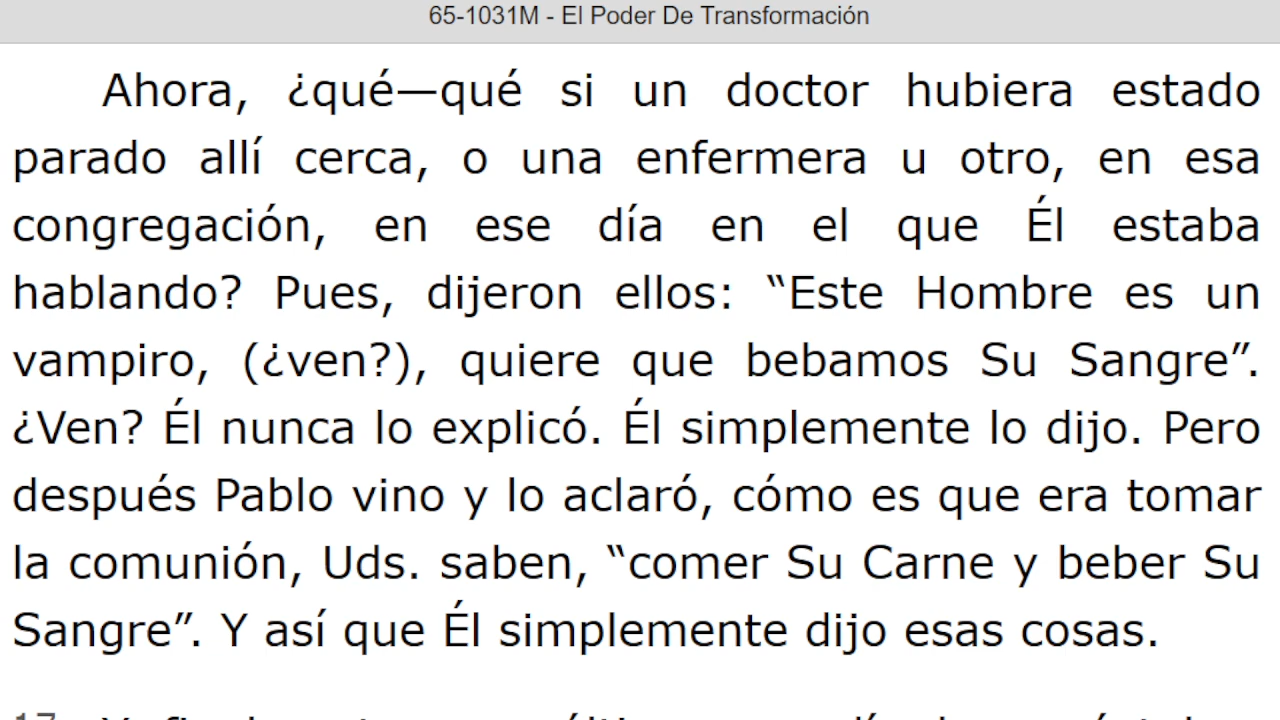 65-1031M - El Poder De Transformación
Ahora, ¿qué—qué si un doctor hubiera estado
parado allí cerca, o una enfermera u otro, en esa
congregación, en ese día en el que Él estaba
hablando? Pues, dijeron ellos: “Este Hombre es un
vampiro, (¿ven?), quiere que bebamos Su Sangre”.
¿Ven? Él nunca lo explicó. Él simplemente lo dijo. Pero
después Pablo vino y lo aclaró, cómo es que era tomar
la comunión, Uds. saben, “comer Su Carne y beber Su
Sangre”. Y así que Él simplemente dijo esas cosas.
17